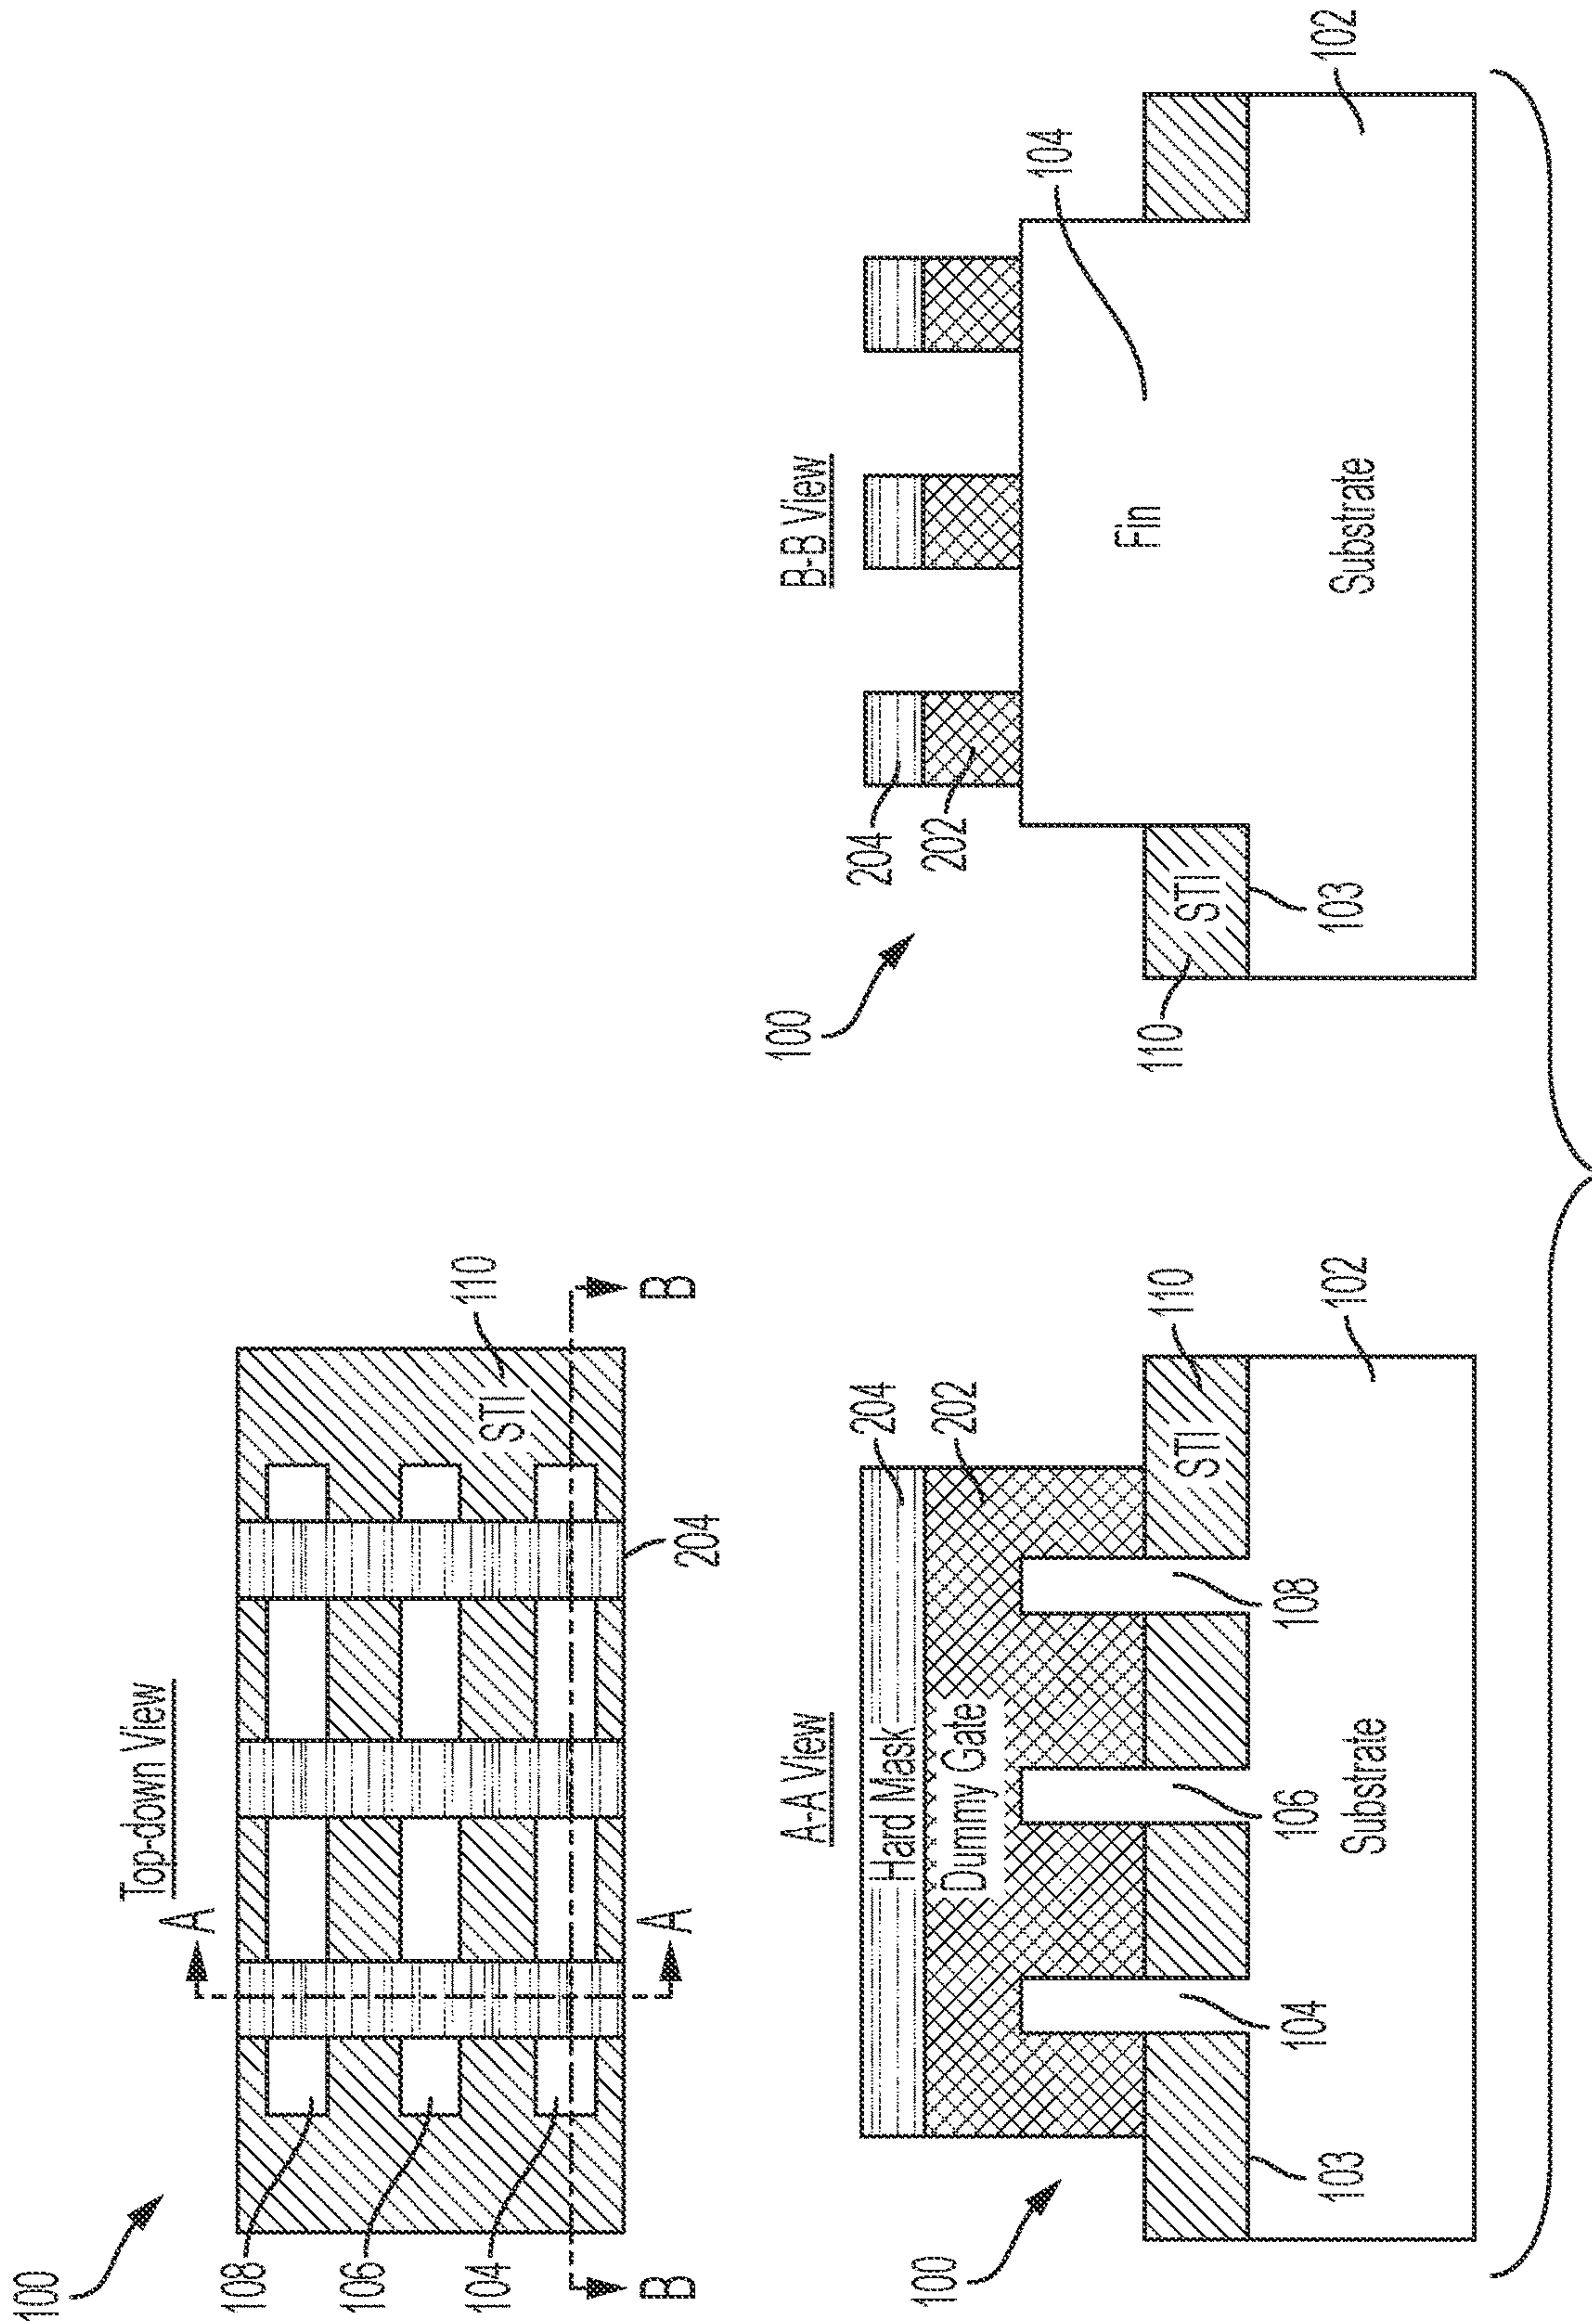 100
Top-down View
A
108
106
104
STI
110
204
A
B
B
100
A-A View
Hard Mask
Dummy Gate
204
202
STI
110
103
104
106
108
Substrate
102
100
B-B View
204
202
Fin
104
110
STI
103
Substrate
102